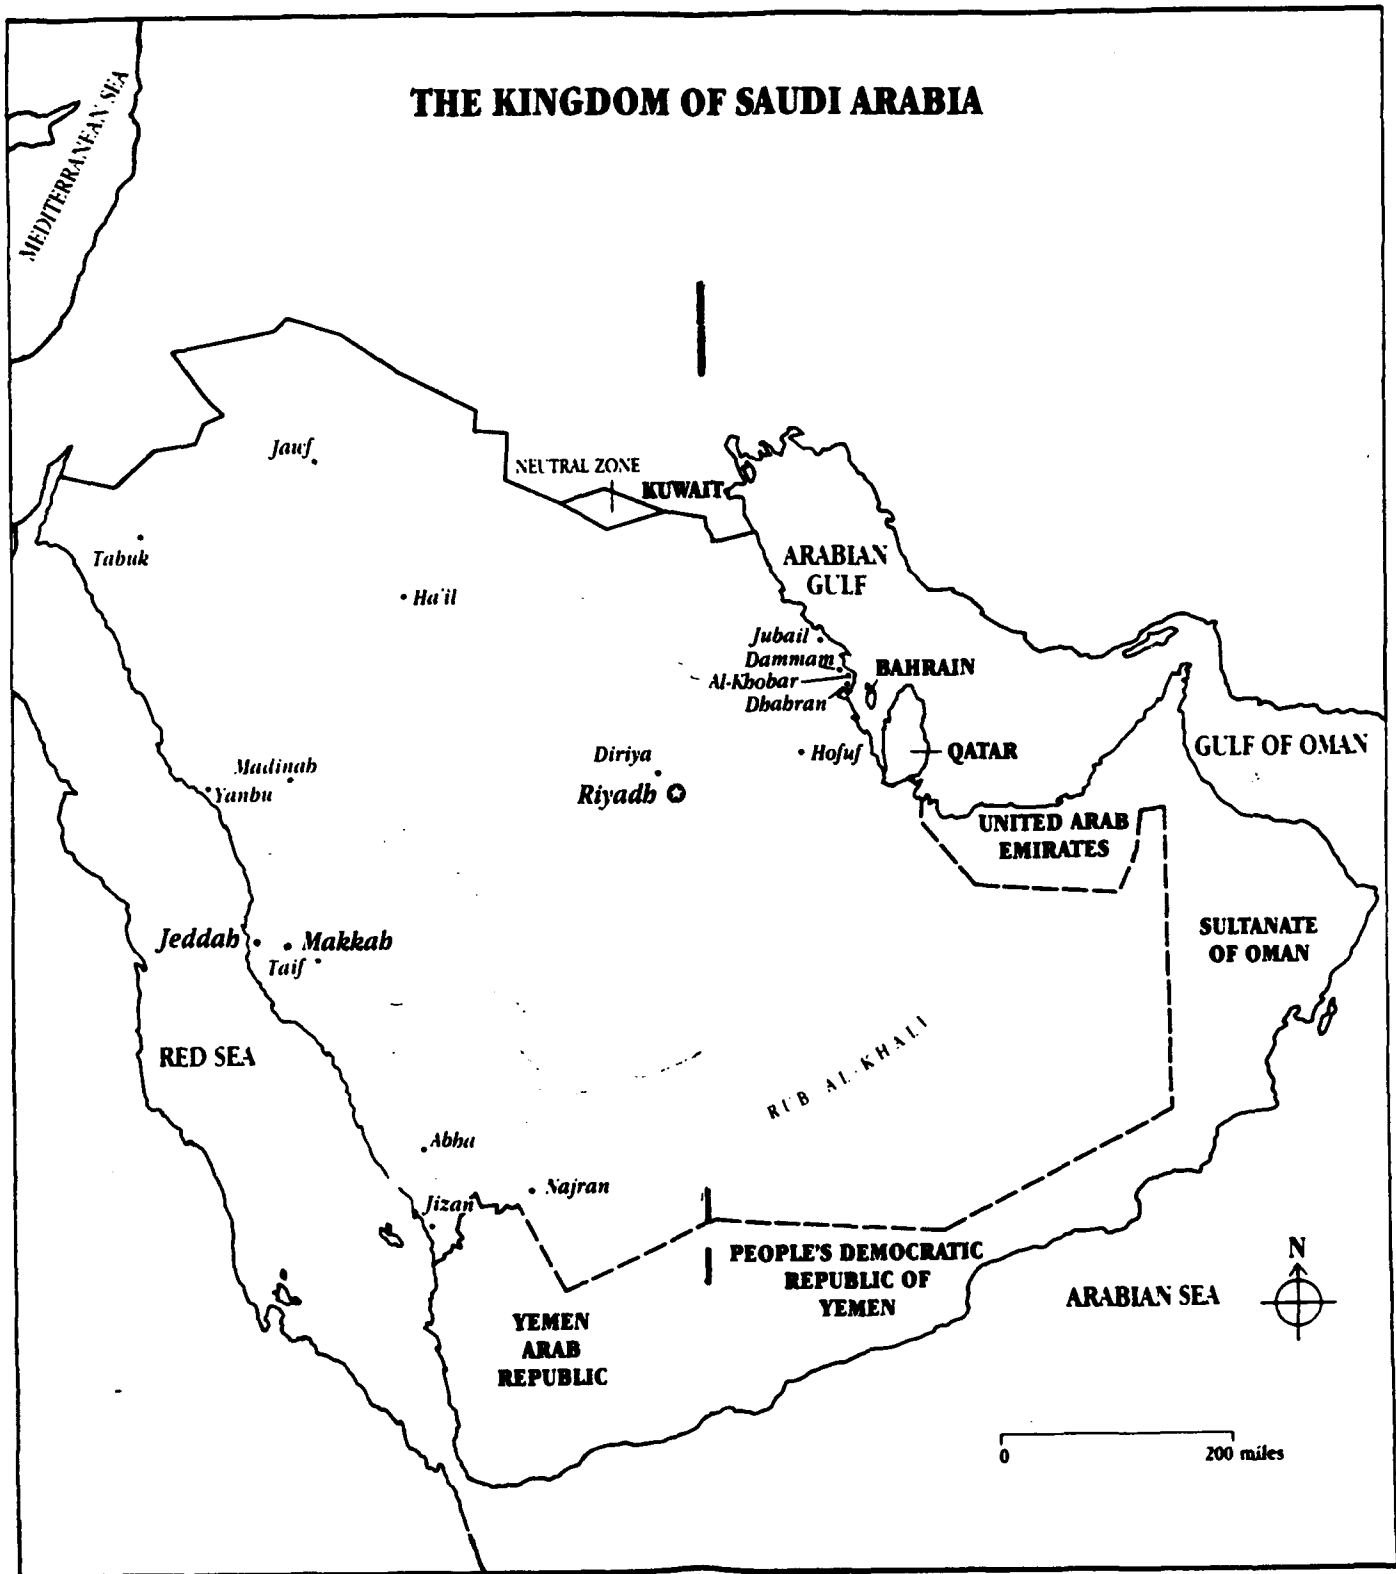 THE KINGDOM OF SAUDI ARABIA
MEDITERRANEAN SEA
Jawf
NEUTRAL ZONE
KUWAIT
Tabuk
ARABIAN
GULF
Ha'il
Jubail
Dammam
Al-Khobar
Dhahran
BAHRAIN
Diriya
Riyadh
Hofuf
QATAR
GULF OF OMAN
Madinah
Yanbu
UNITED ARAB
EMIRATES
Jeddah
Makkah
Taif
SULTANATE
OF OMAN
RED SEA
RUB AL-KHALI
Abha
Najran
Jizan
PEOPLE'S DEMOCRATIC
REPUBLIC OF
YEMEN
YEMEN
ARAB
REPUBLIC
ARABIAN SEA
N
0
200 miles